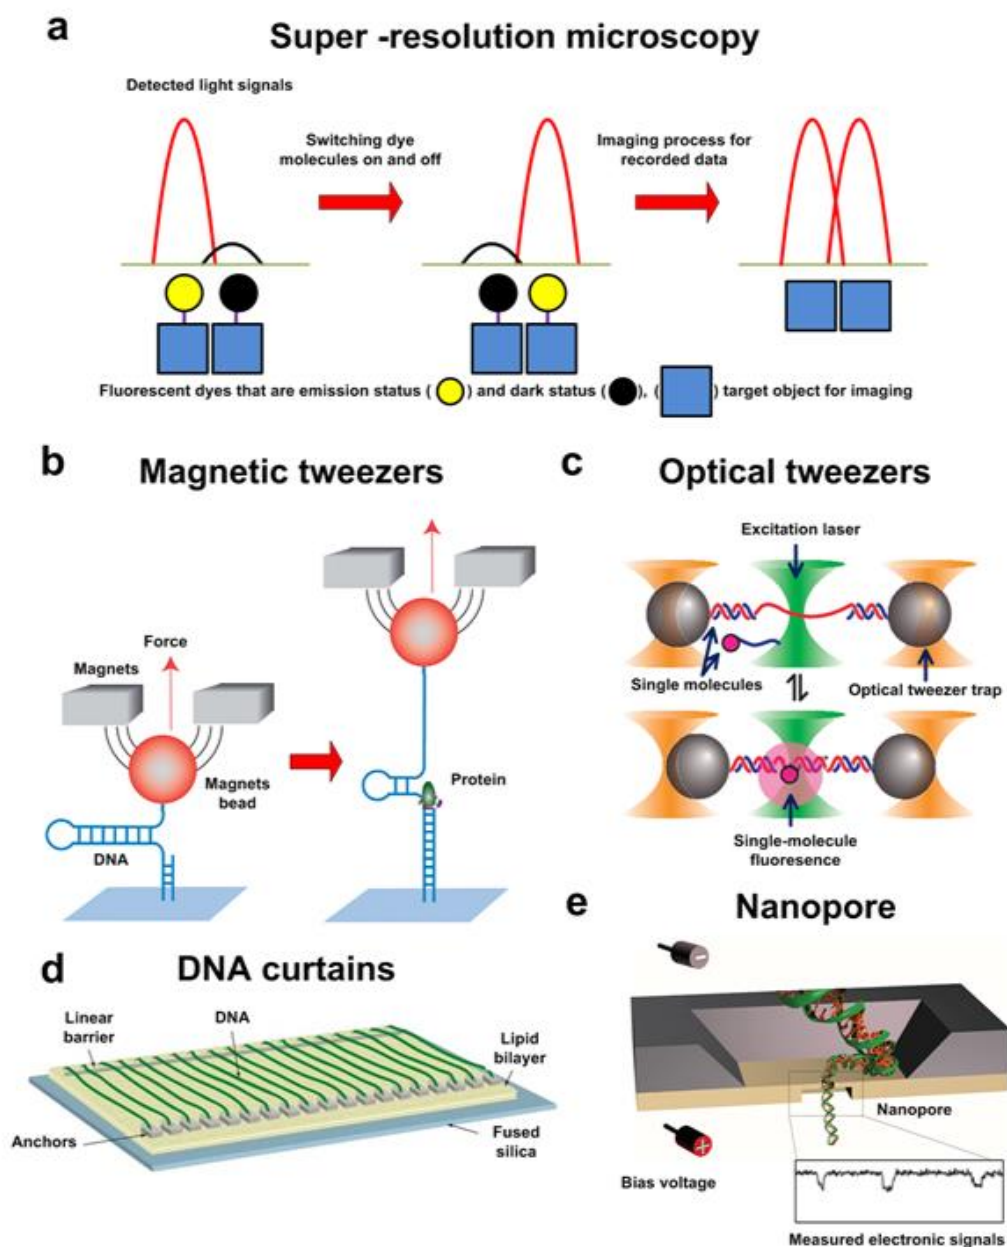 a
Super -resolution microscopy
Detected light signals
Switching dye
molecules on and off
Imaging process for
recorded data
Fluorescent dyes that are emission status ( ) and dark status ( ), ( ) target object for imaging
b
Magnetic tweezers
Force
Magnets
Magnets
bead
DNA
Protein
c
Optical tweezers
Excitation laser
Single molecules
Optical tweezer trap
Single-molecule
fluoresence
d
DNA curtains
Linear
barrier
DNA
Lipid
bilayer
Anchors
Fused
silica
e
Nanopore
−
Nanopore
+
Bias voltage
Measured electronic signals